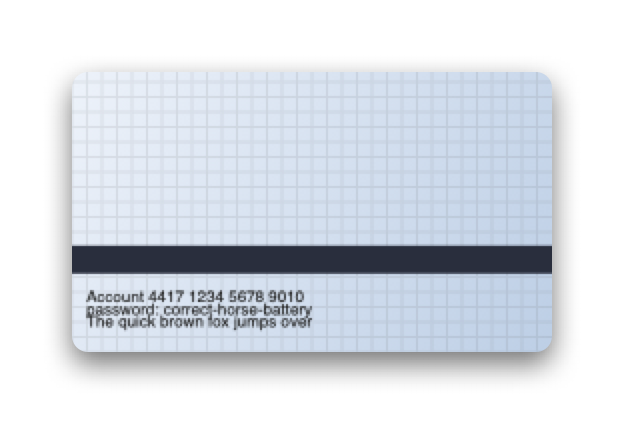 Account 4417 1234 5678 9010
password: correct-horse-battery
The quick brown fox jumps over